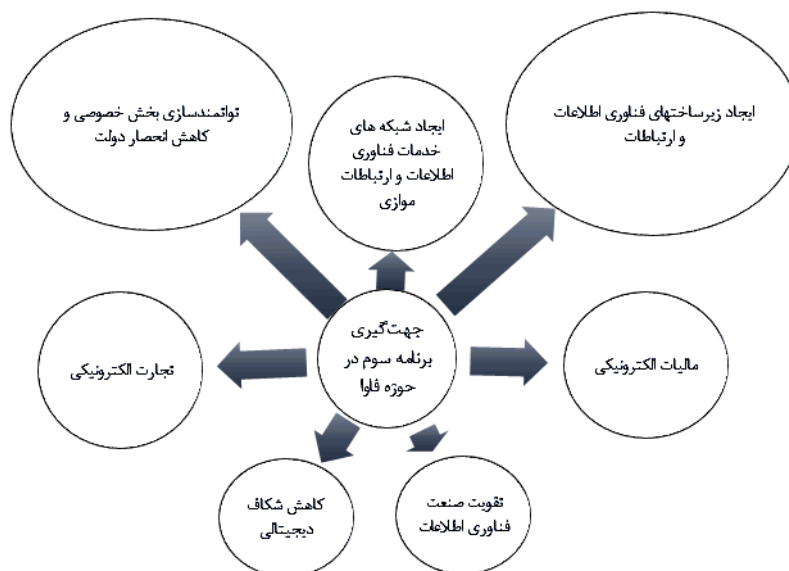 ایجاد زیرساختهای فناوری اطلاعات
و ارتباطات
ایجاد شبکه های
خدمات فناوری
اطلاعات و ارتباطات
موازی
توانمندسازی بخش خصوصی و
کاهش انحصار دولت
مالیات الکترونیکی
جهت‌گیری
برنامه سوم در
حوزه فاوا
تجارت الکترونیکی
تقویت صنعت
فناوری اطلاعات
کاهش شکاف
دیجیتالی